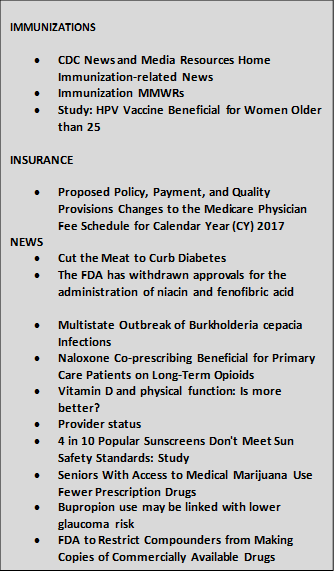 IMMUNIZATIONS
• CDC News and Media Resources Home
Immunization-related News
• Immunization MMWRs
• Study: HPV Vaccine Beneficial for Women Older
than 25
INSURANCE
• Proposed Policy, Payment, and Quality
Provisions Changes to the Medicare Physician
Fee Schedule for Calendar Year (CY) 2017
NEWS
• Cut the Meat to Curb Diabetes
• The FDA has withdrawn approvals for the
administration of niacin and fenofibric acid
• Multistate Outbreak of Burkholderia cepacia
Infections
• Naloxone Co-prescribing Beneficial for Primary
Care Patients on Long-Term Opioids
• Vitamin D and physical function: Is more
better?
• Provider status
• 4 in 10 Popular Sunscreens Don't Meet Sun
Safety Standards: Study
• Seniors With Access to Medical Marijuana Use
Fewer Prescription Drugs
• Bupropion use may be linked with lower
glaucoma risk
• FDA to Restrict Compounders from Making
Copies of Commercially Available Drugs